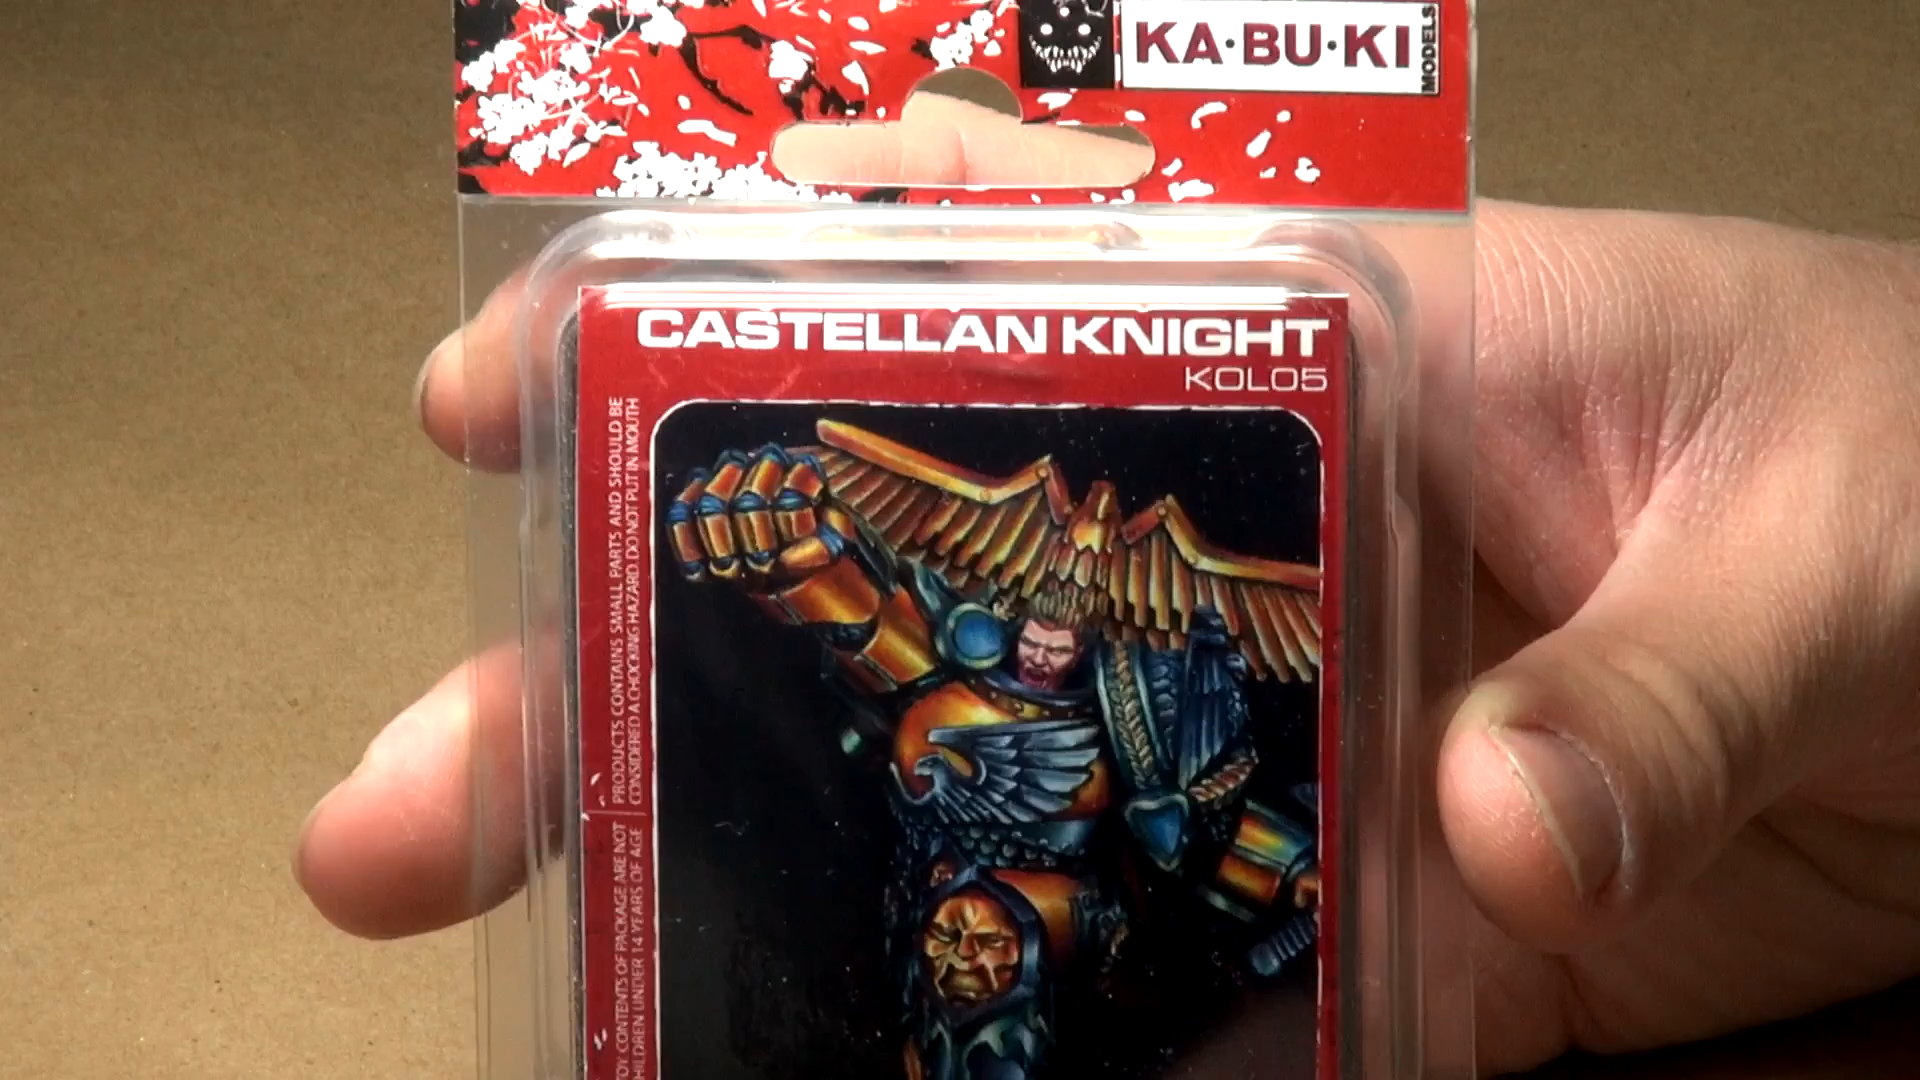 KA·BU·KI
MODELS
CASTELLAN KNIGHT
KOL05
PRODUCTS CONTAINS SMALL PARTS AND SHOULD BE
CONSIDERED A CHOCKING HAZARD. DO NOT PUT IN MOUTH
TOY. CONTENTS OF PACKAGE ARE NOT
CHILDREN UNDER 14 YEARS OF AGE